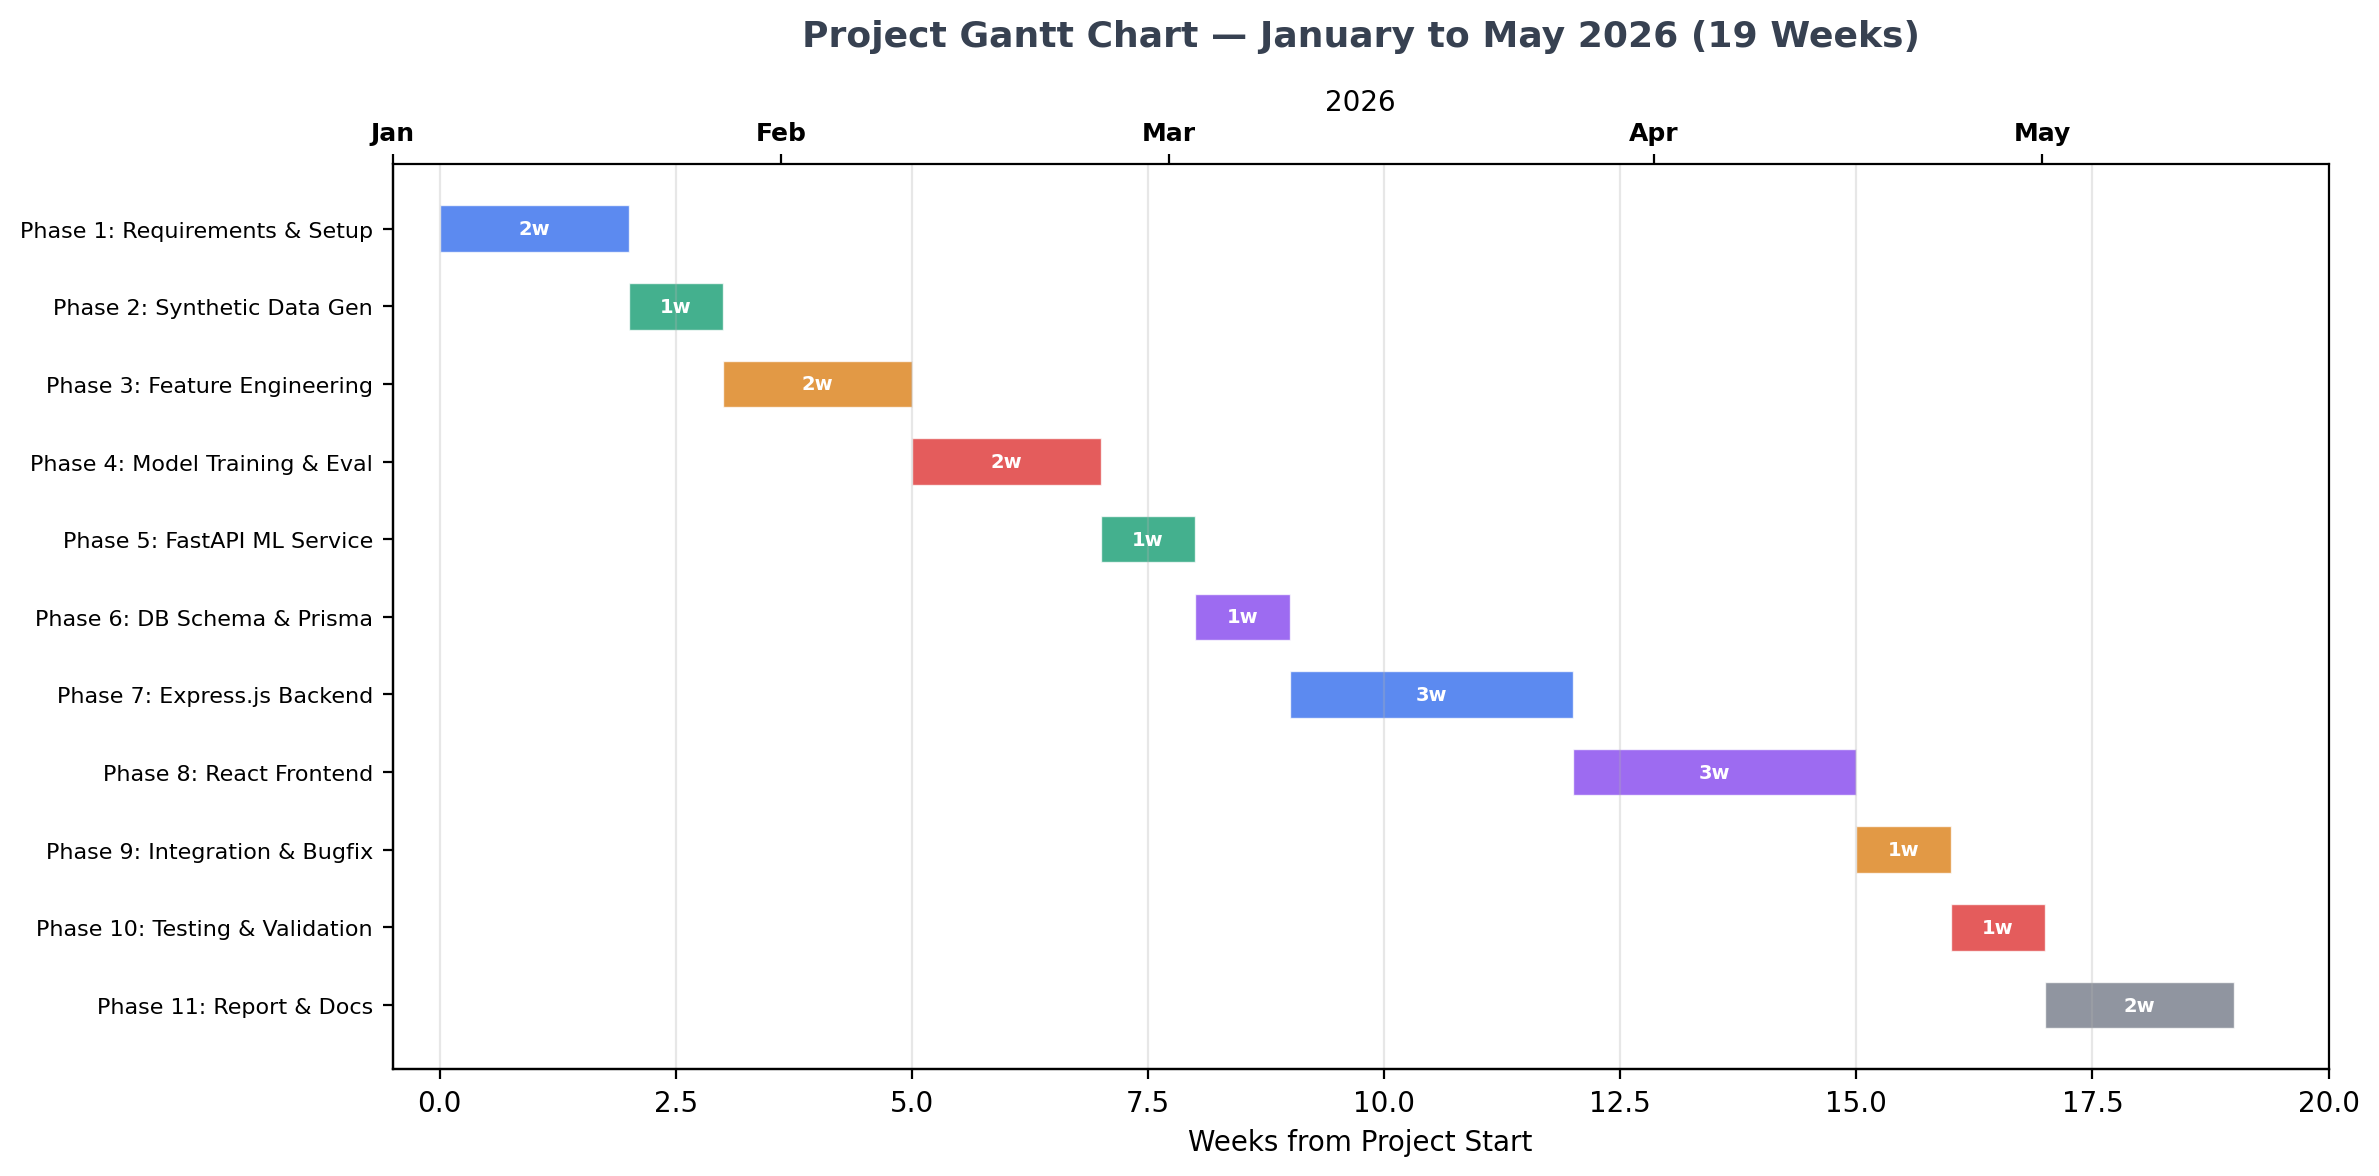 Project Gantt Chart — January to May 2026 (19 Weeks)
2026
Jan Feb Mar Apr May
Phase 1: Requirements & Setup 2w
Phase 2: Synthetic Data Gen 1w
Phase 3: Feature Engineering 2w
Phase 4: Model Training & Eval 2w
Phase 5: FastAPI ML Service 1w
Phase 6: DB Schema & Prisma 1w
Phase 7: Express.js Backend 3w
Phase 8: React Frontend 3w
Phase 9: Integration & Bugfix 1w
Phase 10: Testing & Validation 1w
Phase 11: Report & Docs 2w
0.0 2.5 5.0 7.5 10.0 12.5 15.0 17.5 20.0
Weeks from Project Start